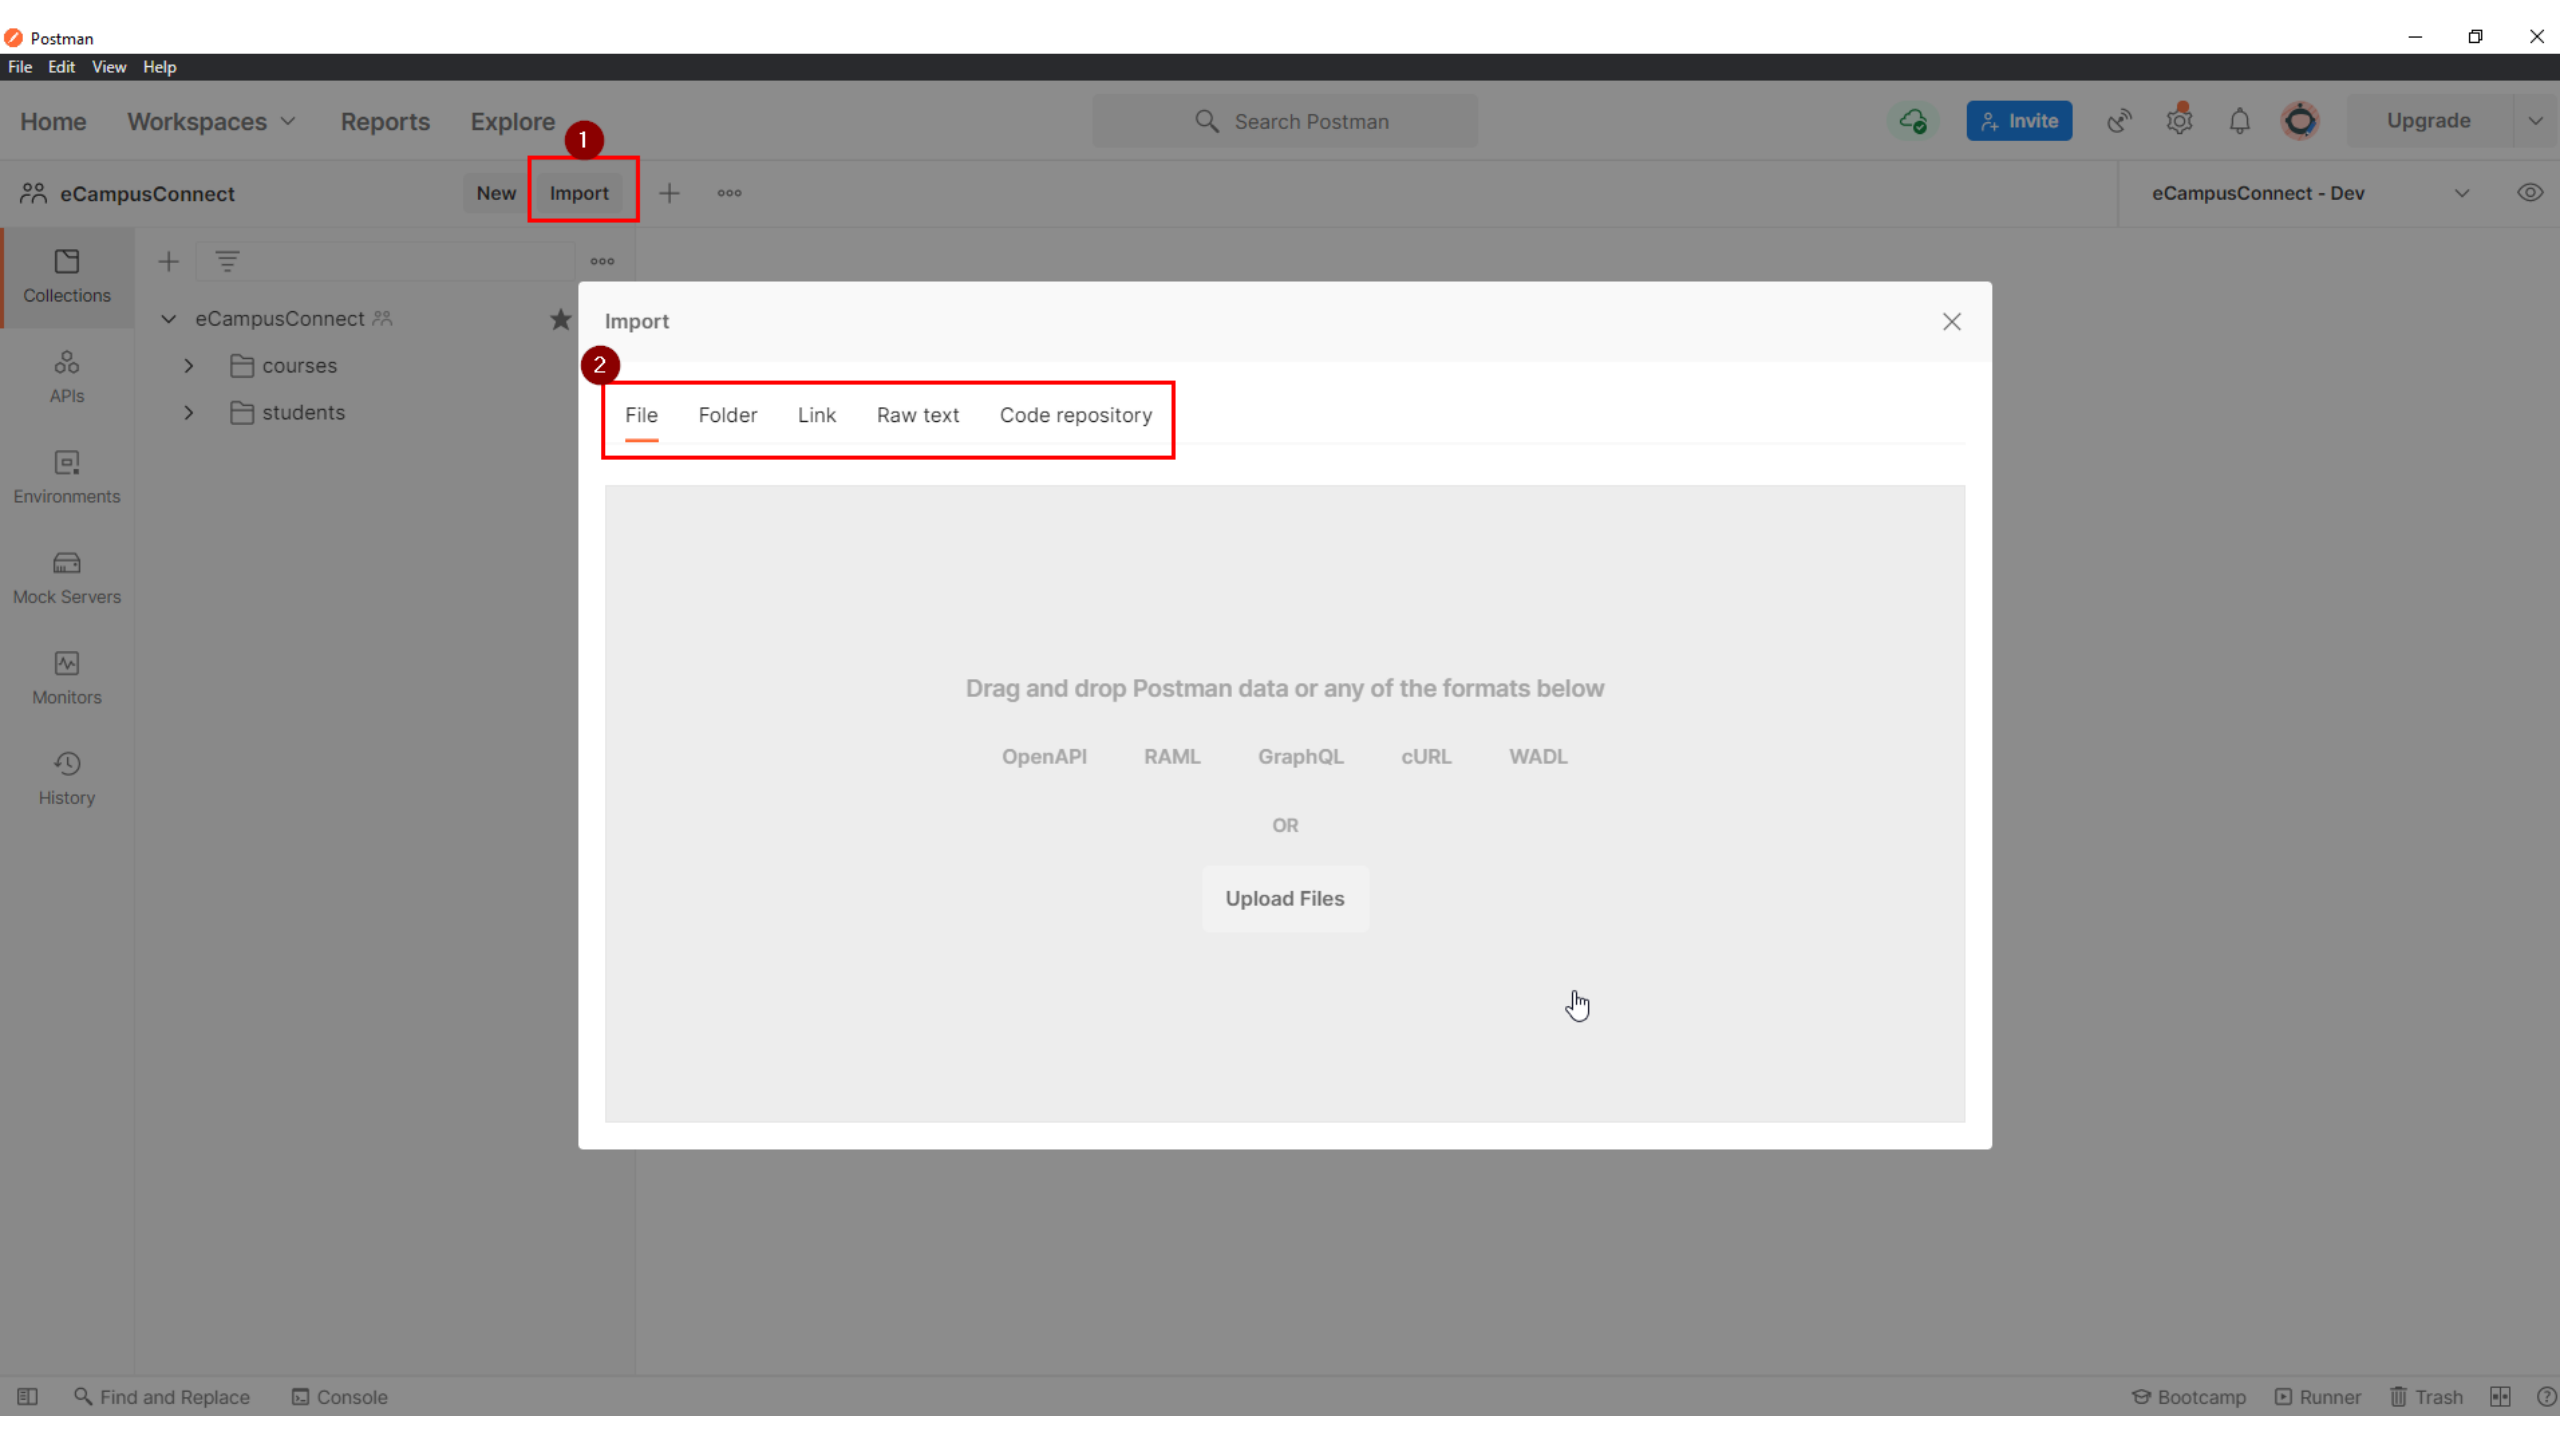 Postman
File Edit View Help
Home Workspaces Reports Explore Search Postman Invite Upgrade
1
eCampusConnect New Import eCampusConnect - Dev
Collections
eCampusConnect
courses
students
APIs
Environments
Mock Servers
Monitors
History
Import
2
File Folder Link Raw text Code repository
Drag and drop Postman data or any of the formats below
OpenAPI RAML GraphQL cURL WADL
OR
Upload Files
Find and Replace Console Bootcamp Runner Trash